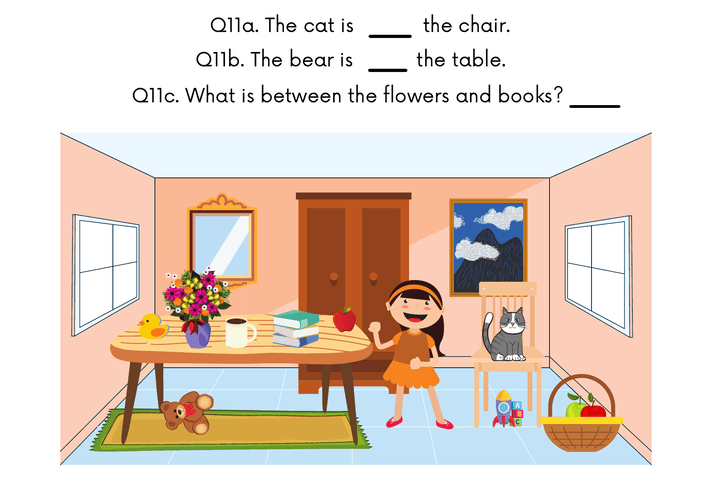 Q11a. The cat is ____ the chair.
Q11b. The bear is ____ the table.
Q11c. What is between the flowers and books? ____
A
B
C